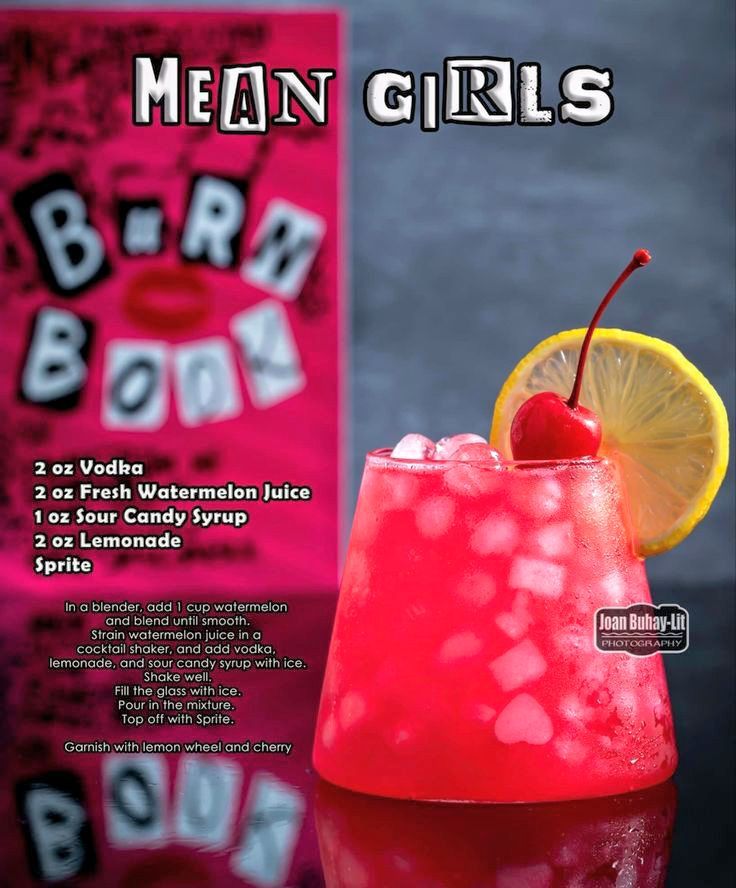 MEAN GIRLS
BURN
BOOK
2 oz Vodka
2 oz Fresh Watermelon Juice
1 oz Sour Candy Syrup
2 oz Lemonade
Sprite
In a blender, add 1 cup watermelon
and blend until smooth.
Strain watermelon juice in a
cocktail shaker, and add vodka,
lemonade, and sour candy syrup with ice.
Shake well.
Fill the glass with ice.
Pour in the mixture.
Top off with Sprite.
Garnish with lemon wheel and cherry
Joan Buhay-Lit
PHOTOGRAPHY
BOOK